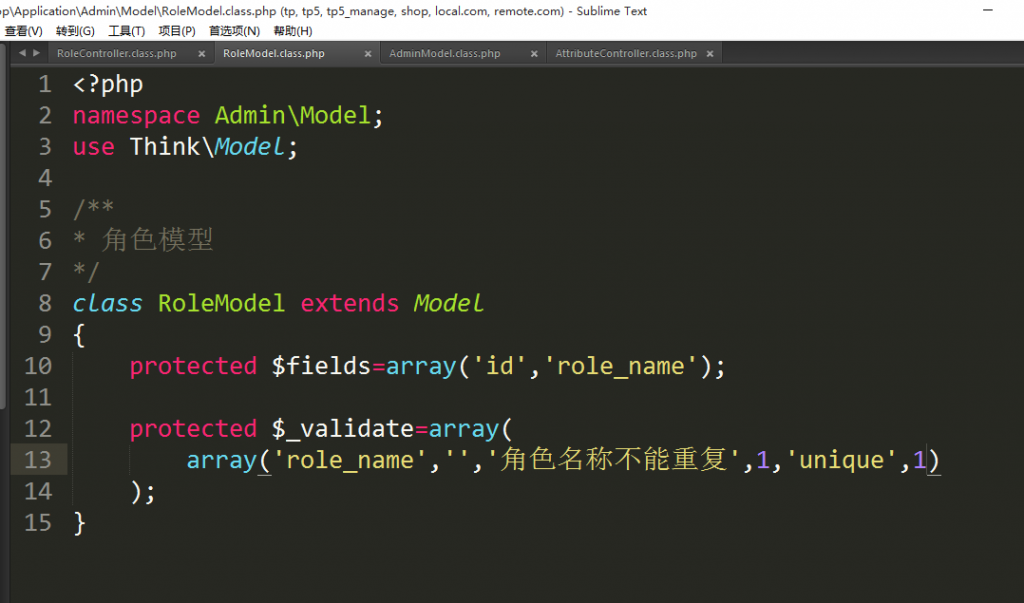 op\Application\Admin\Model\RoleModel.class.php (tp, tp5, tp5_manage, shop, local.com, remote.com) - Sublime Text
查看(V) 转到(G) 工具(T) 项目(P) 首选项(N) 帮助(H)
RoleController.class.php × RoleModel.class.php × AdminModel.class.php × AttributeController.class.php ×
1 <?php
2 namespace Admin\Model;
3 use Think\Model;
4
5 /**
6 * 角色模型
7 */
8 class RoleModel extends Model
9 {
10 protected $fields=array('id','role_name');
11
12 protected $_validate=array(
13 array('role_name','','角色名称不能重复',1,'unique',1)
14 );
15 }